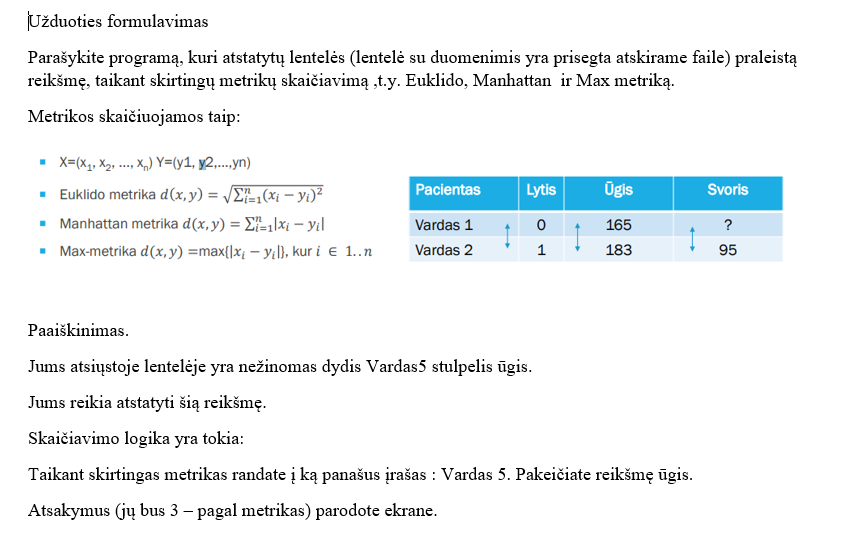 Užduoties formulavimas
Parašykite programą, kuri atstatytų lentelės (lentelė su duomenimis yra prisegta atskirame faile) praleistą
reikšmę, taikant skirtingų metrikų skaičiavimą ,t.y. Euklido, Manhattan ir Max metriką.
Metrikos skaičiuojamos taip:
▪ X=(x₁, x₂, ..., xₙ) Y=(y1, y2,...,yn)
▪ Euklido metrika d(x, y) = √∑ⁿᵢ₌₁(xᵢ − yᵢ)²
▪ Manhattan metrika d(x, y) = ∑ⁿᵢ₌₁|xᵢ − yᵢ|
▪ Max-metrika d(x, y) =max{|xᵢ − yᵢ|}, kur i ∈ 1..n
Pacientas Lytis Ūgis Svoris
Vardas 1 0 165 ?
Vardas 2 1 183 95
Paaiškinimas.
Jums atsiųstoje lentelėje yra nežinomas dydis Vardas5 stulpelis ūgis.
Jums reikia atstatyti šią reikšmę.
Skaičiavimo logika yra tokia:
Taikant skirtingas metrikas randate į ką panašus įrašas : Vardas 5. Pakeičiate reikšmę ūgis.
Atsakymus (jų bus 3 – pagal metrikas) parodote ekrane.